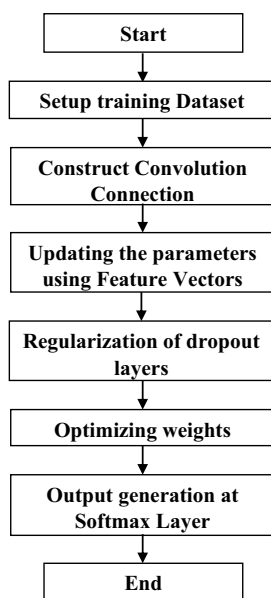 Start
Setup training Dataset
Construct Convolution
Connection
Updating the parameters
using Feature Vectors
Regularization of dropout
layers
Optimizing weights
Output generation at
Softmax Layer
End